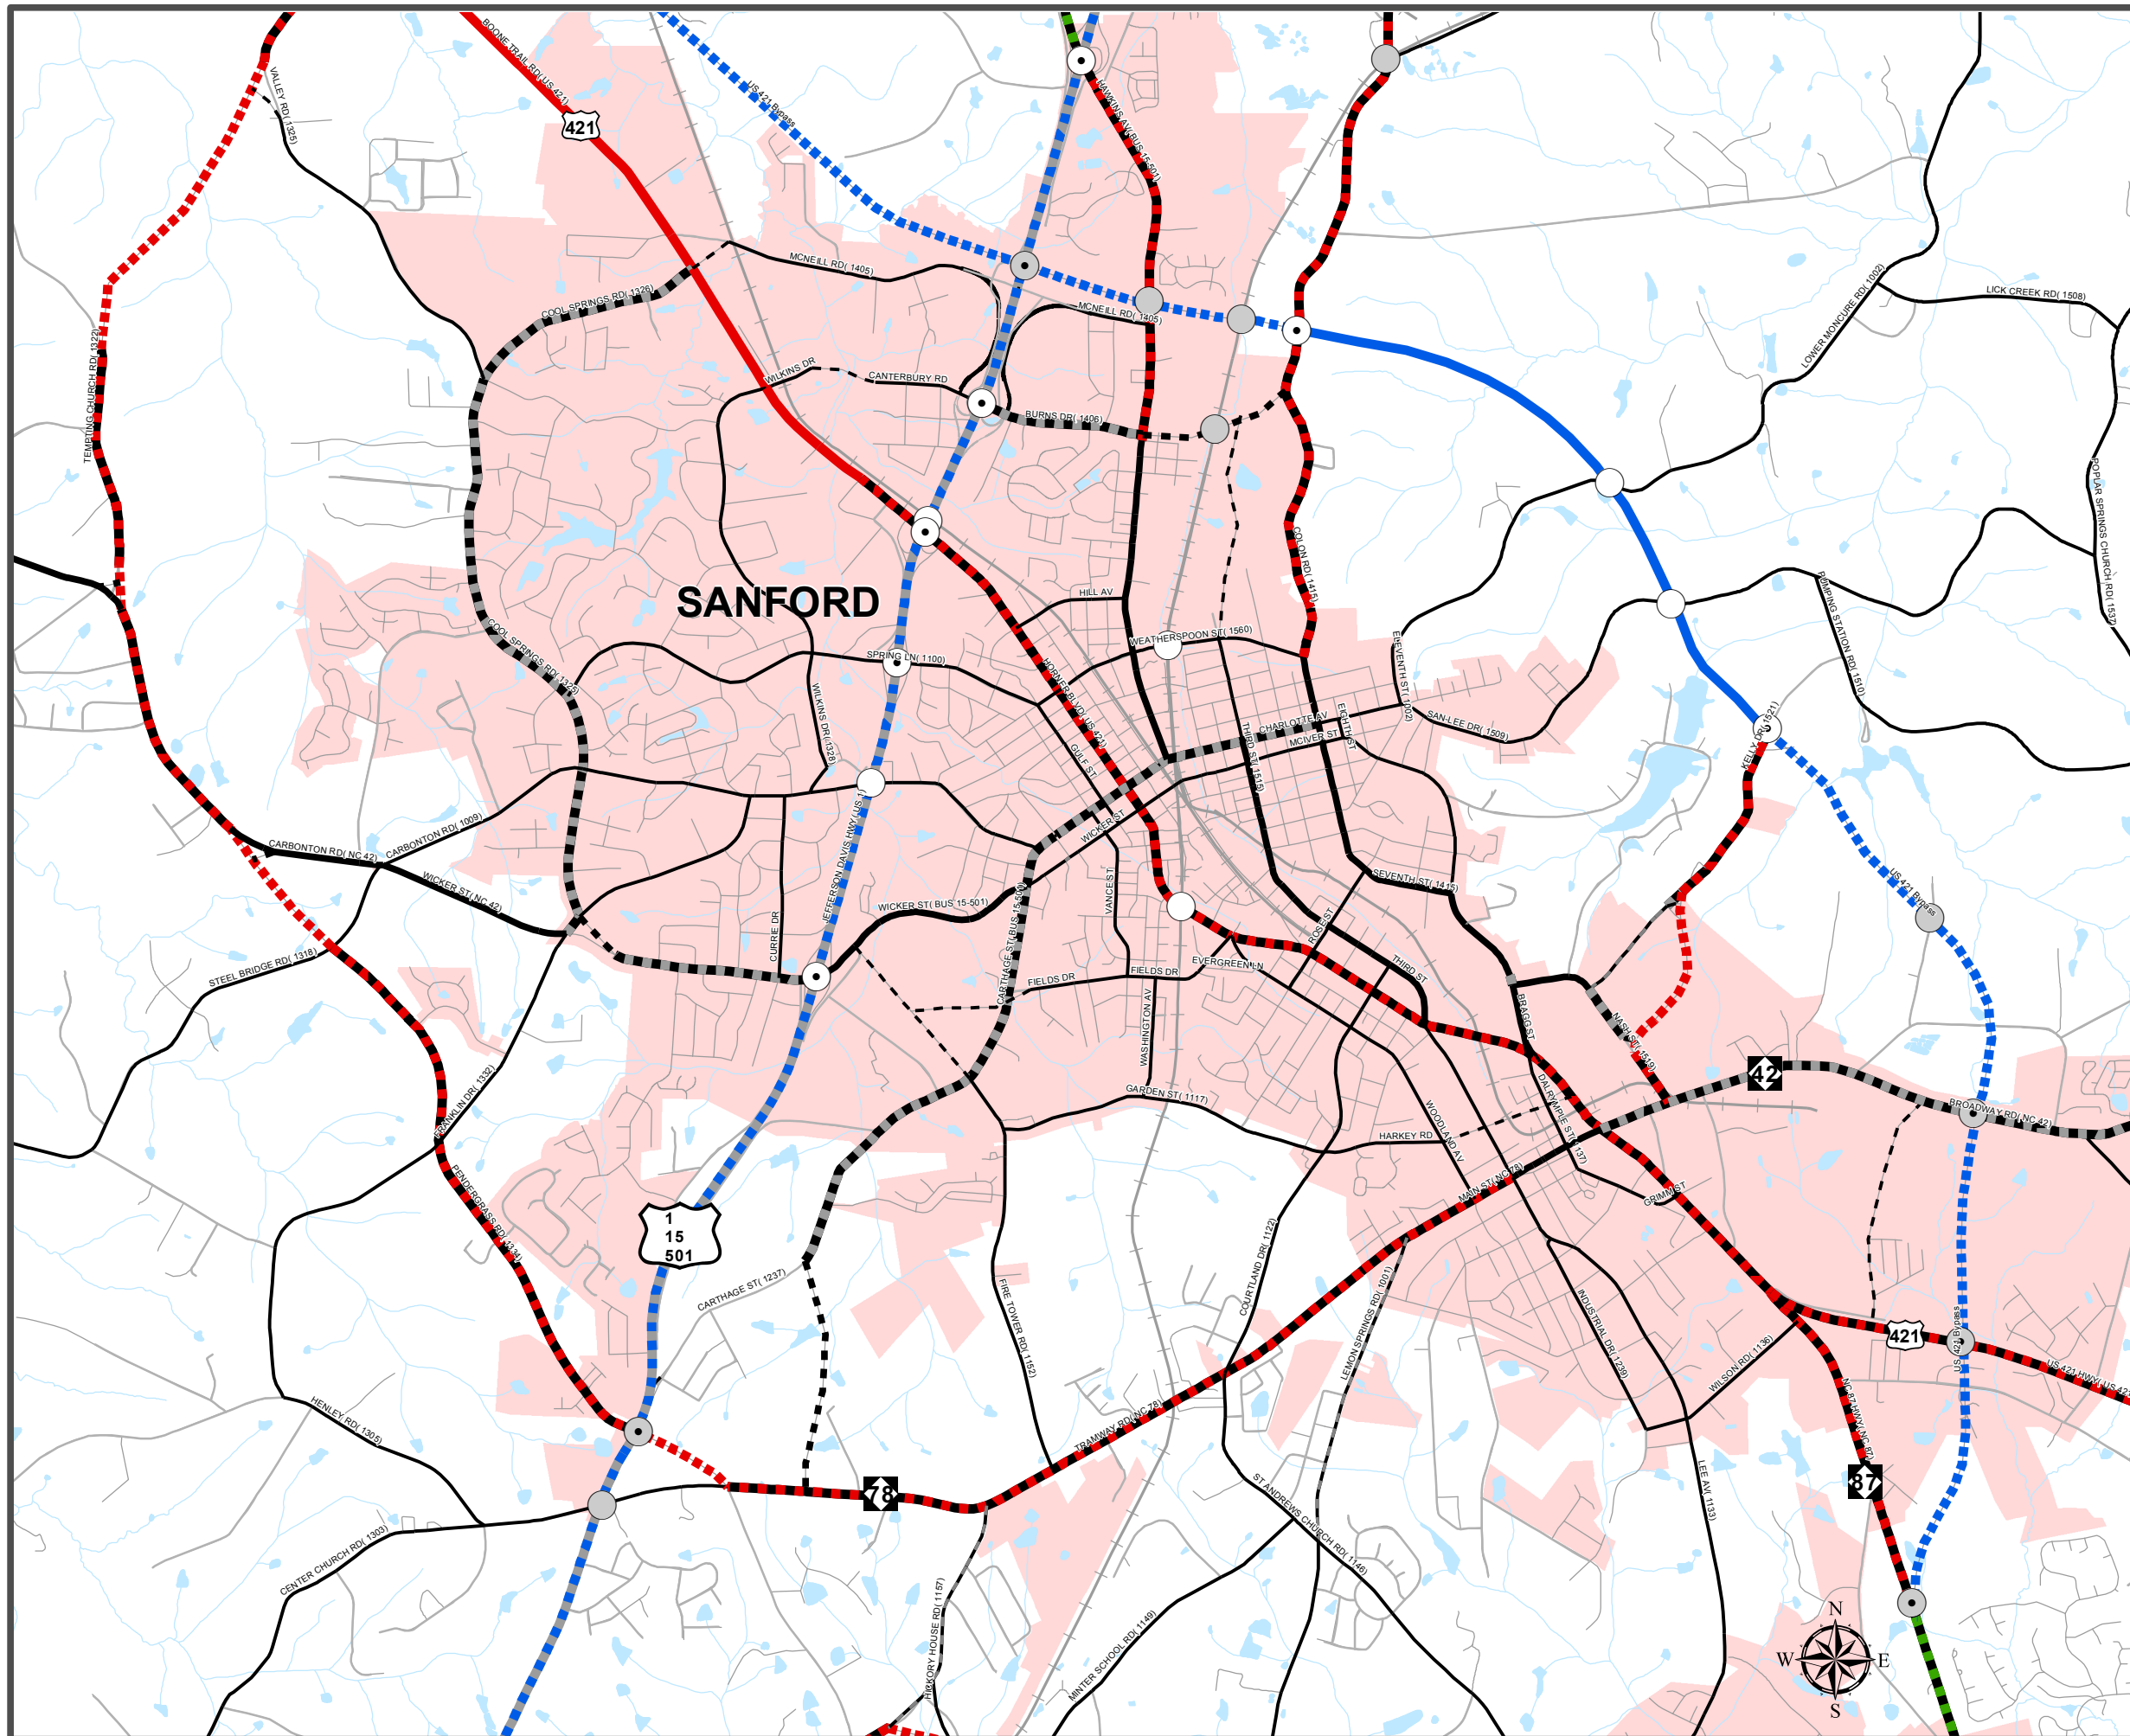 BOONE TRAIL RD( US 421)
VALLEY RD( 1325)
421
US 421 Bypass
HAWKINS AV( BUS 15-501)
MCNEILL RD( 1405)
COOL SPRINGS RD( 1326)
MCNEILL RD( 1405)
LOWER MONCURE RD( 1002)
LICK CREEK RD( 1508)
TEMPTING CHURCH RD( 1322)
WILKINS DR
CANTERBURY RD
BURNS DR( 1406)
POPLAR SPRINGS CHURCH RD( 1537)
COLON RD( 1415)
SANFORD
HILL AV
PUMPING STATION RD( 1510)
WEATHERSPOON ST( 1560)
COOL SPRINGS RD( 1325)
SPRING LN( 1100)
ELEVENTH ST( 1002)
HORNER BLVD( US 421)
WILKINS DR( 1328)
THIRD ST( 1515)
CHARLOTTE AV
EIGHTH ST
MCIVER ST
SAN-LEE DR( 1509)
KELLY DR( 1521)
GULF ST
JEFFERSON DAVIS HWY( US 1)
WICKER ST
CARBONTON RD( NC 42)
CARBONTON RD( 1009)
WICKER ST( NC 42)
SEVENTH ST( 1415)
US 421 Bypass
VANCE ST
WICKER ST( BUS 15-501)
CURRIE DR
CARTHAGE ST( BUS 15-501)
ROSE ST
STEEL BRIDGE RD( 1318)
FIELDS DR
FIELDS DR
EVERGREEN LN
THIRD ST
WASHINGTON AV
BRAGG ST
NASH ST( 1519)
42
FRANKLIN DR( 1332)
GARDEN ST( 1117)
DALRYMPLE ST( 1137)
BROADWAY RD( NC 42)
HARKEY RD
WOODLAND AV
PENDERGRASS RD( 1334)
MAIN ST( NC 78)
GRIMM ST
1
15
501
CARTHAGE ST( 1237)
FIRE TOWER RD( 1152)
COURTLAND DR( 1122)
LEMON SPRINGS RD( 1001)
INDUSTRIAL DR( 1239)
WILSON RD( 1136)
421
US 421 Bypass
US 421 HWY( US 421
HENLEY RD( 1305)
TRAMWAY RD( NC 78)
NC 87 HWY( NC 87)
78
87
LEE AV( 1133)
ST ANDREWS CHURCH RD( 1146)
CENTER CHURCH RD( 1303)
HICKORY HOUSE RD( 1157)
MINTER SCHOOL RD( 1149)
N
W
E
S